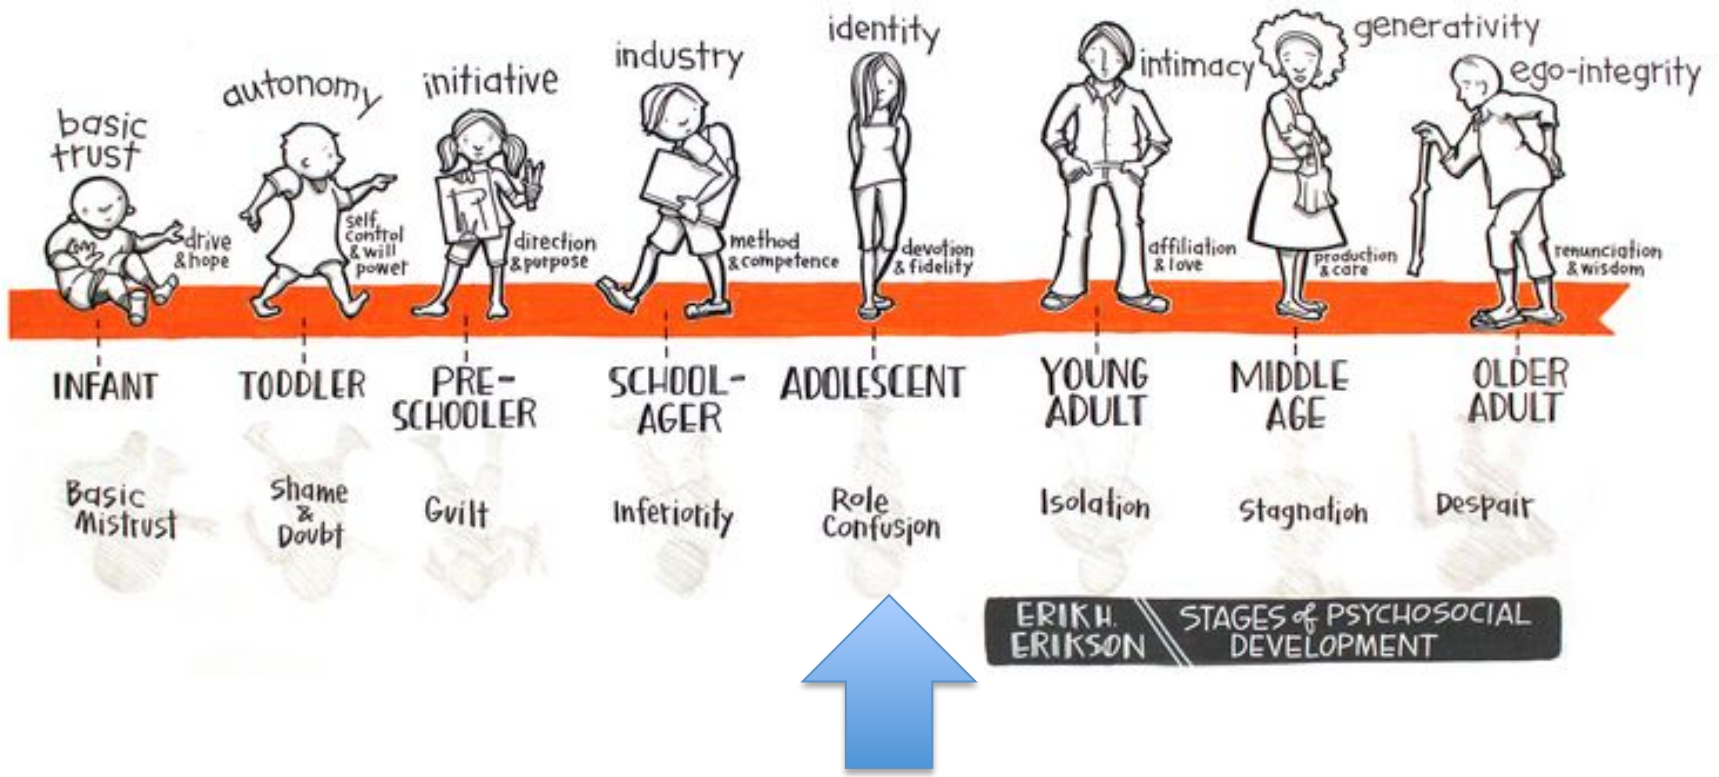 basic
trust
drive
& hope
autonomy
self
control
& will
power
initiative
direction
& purpose
industry
method
& competence
identity
devotion
& fidelity
intimacy
affiliation
& love
generativity
production
& care
ego-integrity
renunciation
& wisdom
INFANT
TODDLER
PRE-
SCHOOLER
SCHOOL-
AGER
ADOLESCENT
YOUNG
ADULT
MIDDLE
AGE
OLDER
ADULT
Basic
Mistrust
Shame
&
Doubt
Guilt
Inferiority
Role
Confusion
Isolation
Stagnation
Despair
ERIK H.
ERIKSON
STAGES of PSYCHOSOCIAL
DEVELOPMENT